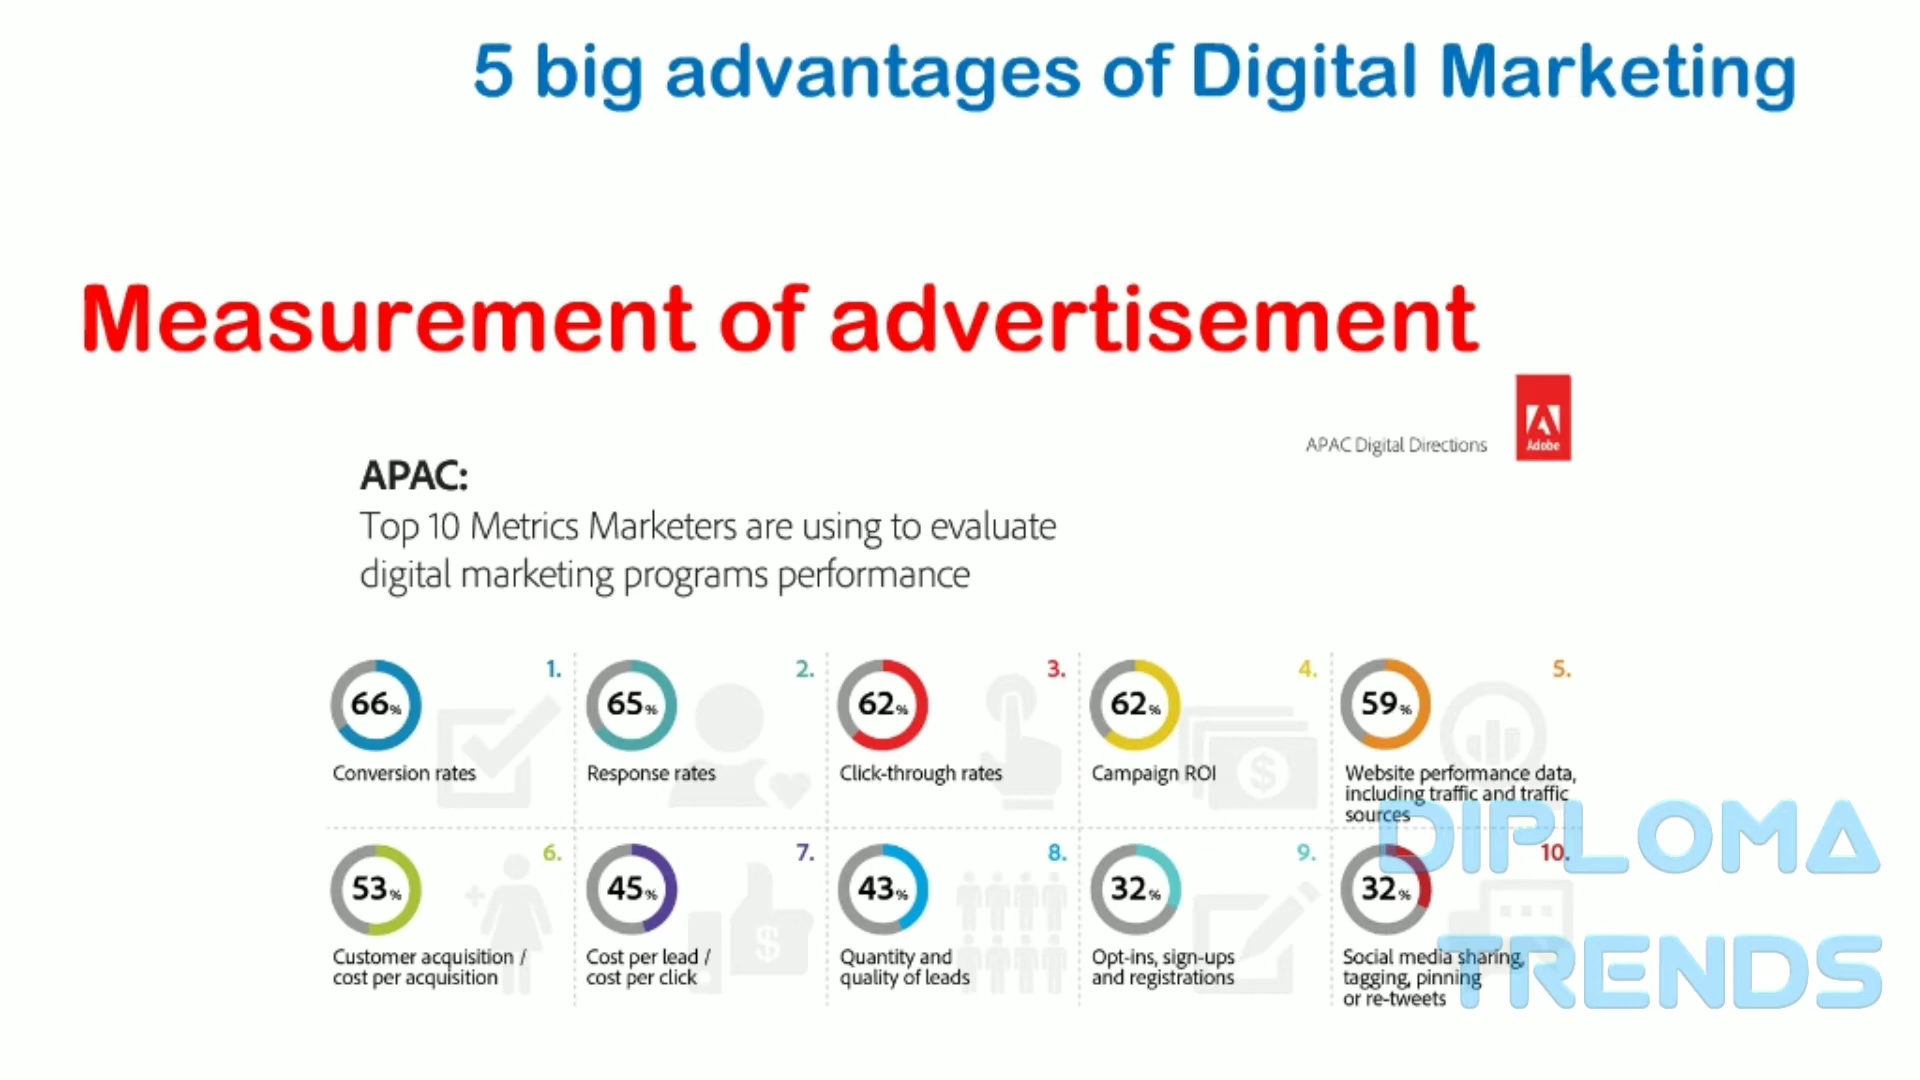 5 big advantages of Digital Marketing
Measurement of advertisement
APAC Digital Directions
Adobe
APAC:
Top 10 Metrics Marketers are using to evaluate
digital marketing programs performance
1.
66%
Conversion rates
2.
65%
Response rates
3.
62%
Click-through rates
4.
62%
Campaign ROI
5.
59%
Website performance data,
including traffic and traffic
sources
6.
53%
Customer acquisition /
cost per acquisition
7.
45%
Cost per lead /
cost per click
8.
43%
Quantity and
quality of leads
9.
32%
Opt-ins, sign-ups
and registrations
10.
32%
Social media sharing,
tagging, pinning
or re-tweets
DIPLOMA
TRENDS